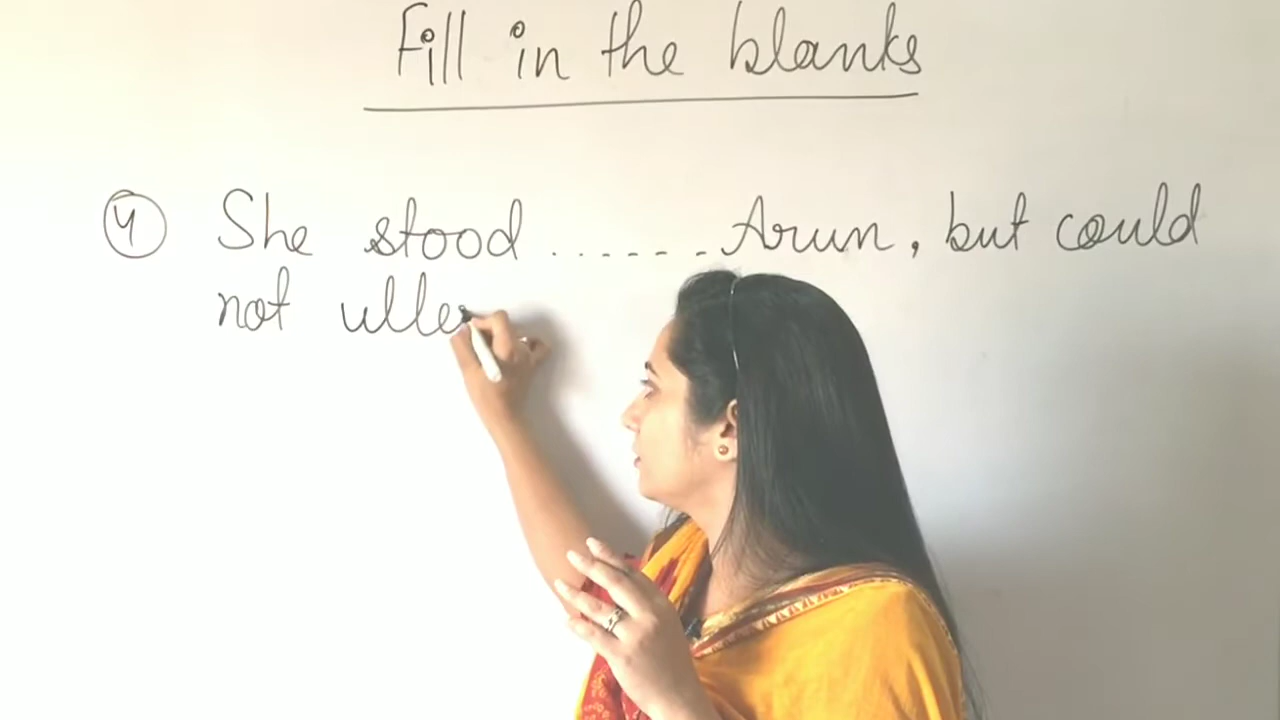 Fill in the blanks
④ She stood ....... Arun, but could
not utter